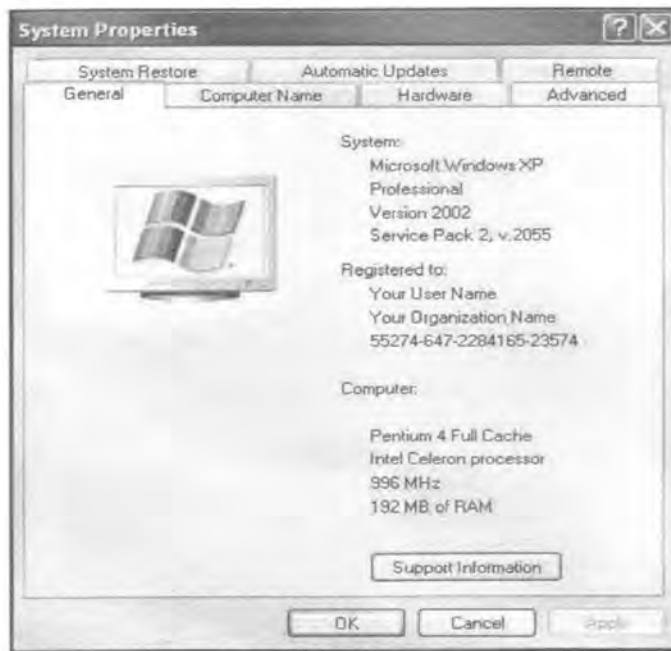 System Properties
System Restore Automatic Updates Remote
General Computer Name Hardware Advanced
System:
Microsoft Windows XP
Professional
Version 2002
Service Pack 2, v.2055
Registered to:
Your User Name
Your Organization Name
55274-647-2284165-23574
Computer:
Pentium 4 Full Cache
Intel Celeron processor
996 MHz
192 MB of RAM
Support Information
OK Cancel Apply